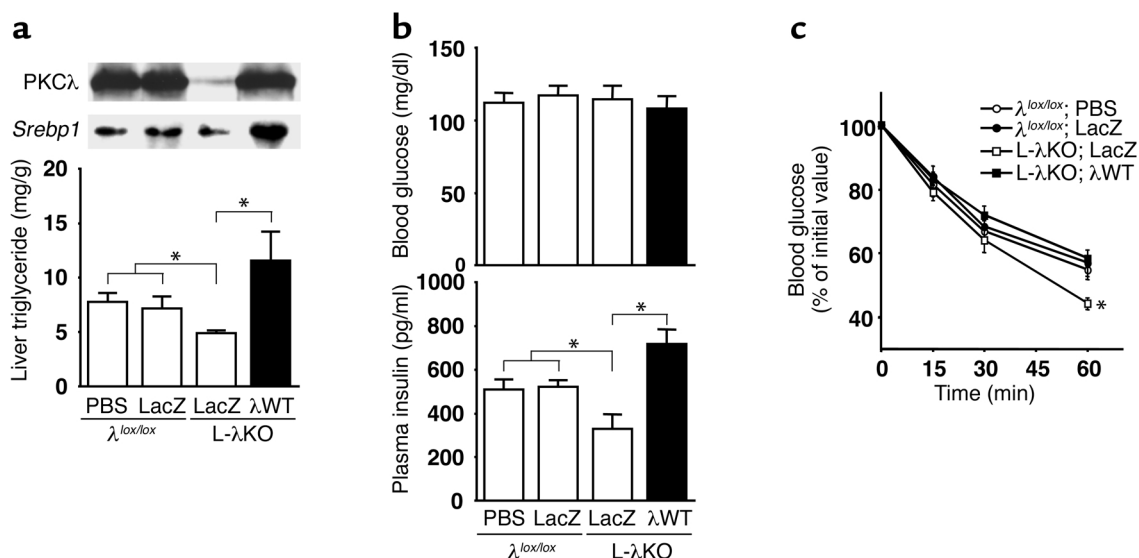 a
PKCλ
Srebp1
Liver triglyceride (mg/g)
20
15
10
5
0
*
*
PBS LacZ LacZ λWT
λlox/lox L-λKO
b
Blood glucose (mg/dl)
150
100
50
0
Plasma insulin (pg/ml)
1000
800
600
400
200
0
*
*
PBS LacZ LacZ λWT
λlox/lox L-λKO
c
Blood glucose
(% of initial value)
100
80
60
40
λlox/lox; PBS
λlox/lox; LacZ
L-λKO; LacZ
L-λKO; λWT
*
0 15 30 45 60
Time (min)